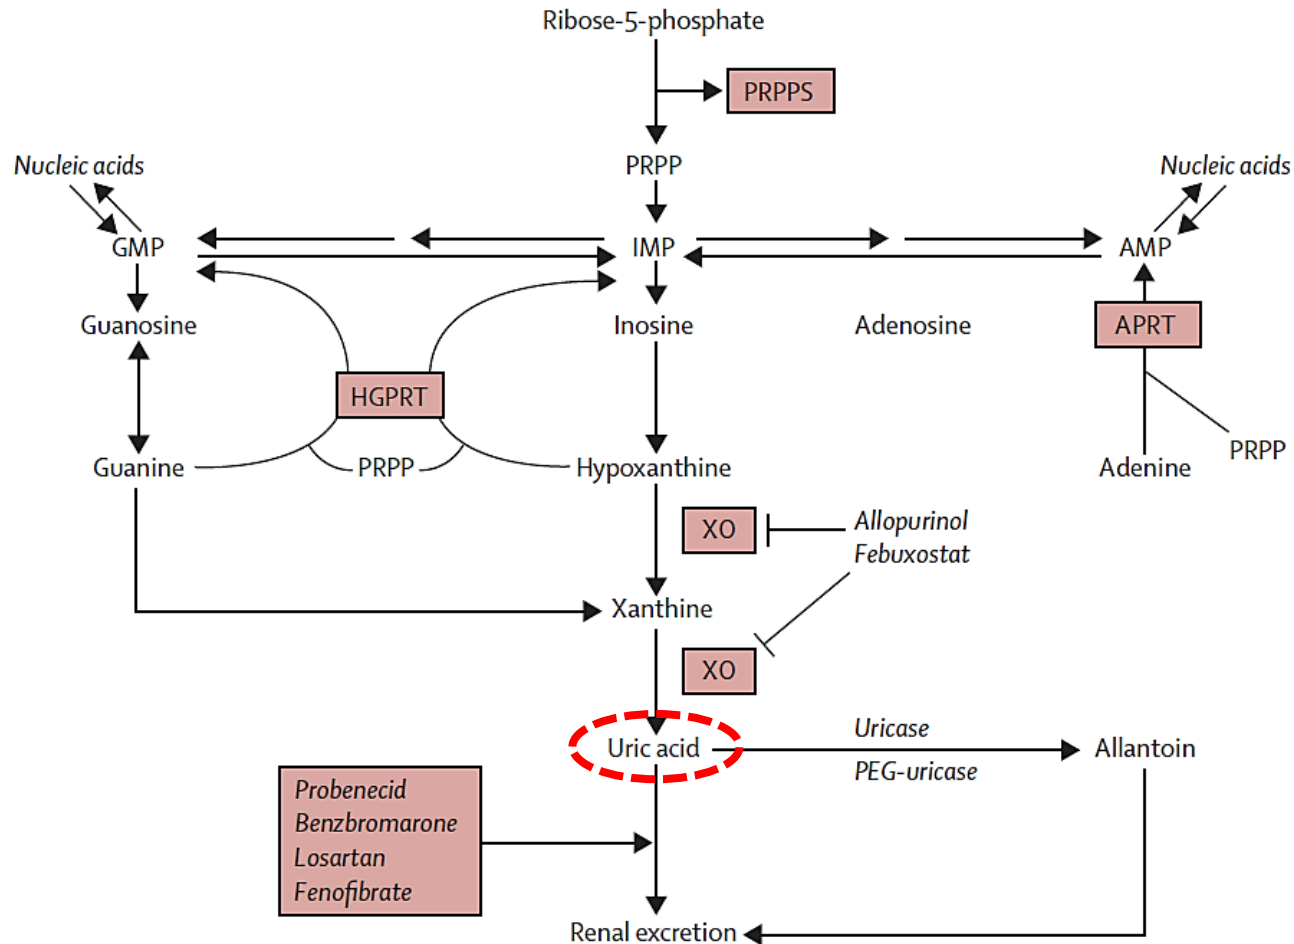 Ribose-5-phosphate
PRPPS
Nucleic acids
PRPP
Nucleic acids
GMP
IMP
AMP
Guanosine
Inosine
Adenosine
APRT
HGPRT
Guanine
PRPP
Hypoxanthine
Adenine
PRPP
XO
Allopurinol
Febuxostat
Xanthine
XO
Uric acid
Uricase
PEG-uricase
Allantoin
Probenecid
Benzbromarone
Losartan
Fenofibrate
Renal excretion